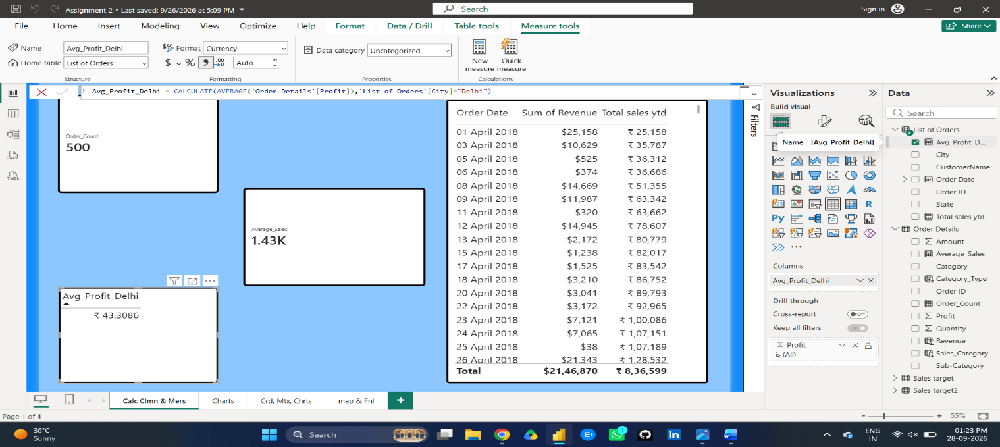 Assignment 2 • Last saved: 9/26/2026 at 5:09 PM
Search
Sign in
File Home Insert Modeling View Optimize Help Format Data / Drill Table tools Measure tools
Share
Name Avg_Profit_Delhi
Home table List of Orders
Structure
$% Format Currency
$ % , .00 Auto
Formatting
Data category Uncategorized
Properties
New measure
Quick measure
Calculations
1 Avg_Profit_Delhi = CALCULATE(AVERAGE('Order Details'[Profit]),'List of Orders'[City]="Delhi")
DAX
TMDL
Order_Count
500
Average_Sales
1.43K
Avg_Profit_Delhi
₹ 43.3086
Order Date Sum of Revenue Total sales ytd
01 April 2018 $25,158 ₹ 25,158
03 April 2018 $10,629 ₹ 35,787
05 April 2018 $525 ₹ 36,312
06 April 2018 $374 ₹ 36,686
08 April 2018 $14,669 ₹ 51,355
09 April 2018 $11,987 ₹ 63,342
11 April 2018 $320 ₹ 63,662
12 April 2018 $14,945 ₹ 78,607
13 April 2018 $2,172 ₹ 80,779
15 April 2018 $1,238 ₹ 82,017
17 April 2018 $1,525 ₹ 83,542
18 April 2018 $3,210 ₹ 86,752
20 April 2018 $3,041 ₹ 89,793
22 April 2018 $3,172 ₹ 92,965
23 April 2018 $7,121 ₹ 1,00,086
24 April 2018 $7,065 ₹ 1,07,151
25 April 2018 $38 ₹ 1,07,189
26 April 2018 $21,343 ₹ 1,28,532
Total $21,46,870 ₹ 8,36,599
Filters
Visualizations
Build visual
Name [Avg_Profit_Delhi]
123
R
Py
Columns
Avg_Profit_Delhi
Drill through
Cross-report Off
Keep all filters On
Σ Profit
is (All)
Data
Search
List of Orders
Avg_Profit_D...
City
CustomerName
Order Date
Order ID
State
Total sales ytd
Order Details
Σ Amount
Average_Sales
Category
Category_Type
Order ID
Order_Count
Σ Profit
Σ Quantity
Revenue
Sales_Category
Sub-Category
Sales target
Sales target2
Calc Clmn & Mers Charts Crd, Mtx, Chrts map & Fnl +
Page 1 of 4
- + 55%
36°C
Sunny
Search
1
ENG
IN
01:23 PM
28-09-2026